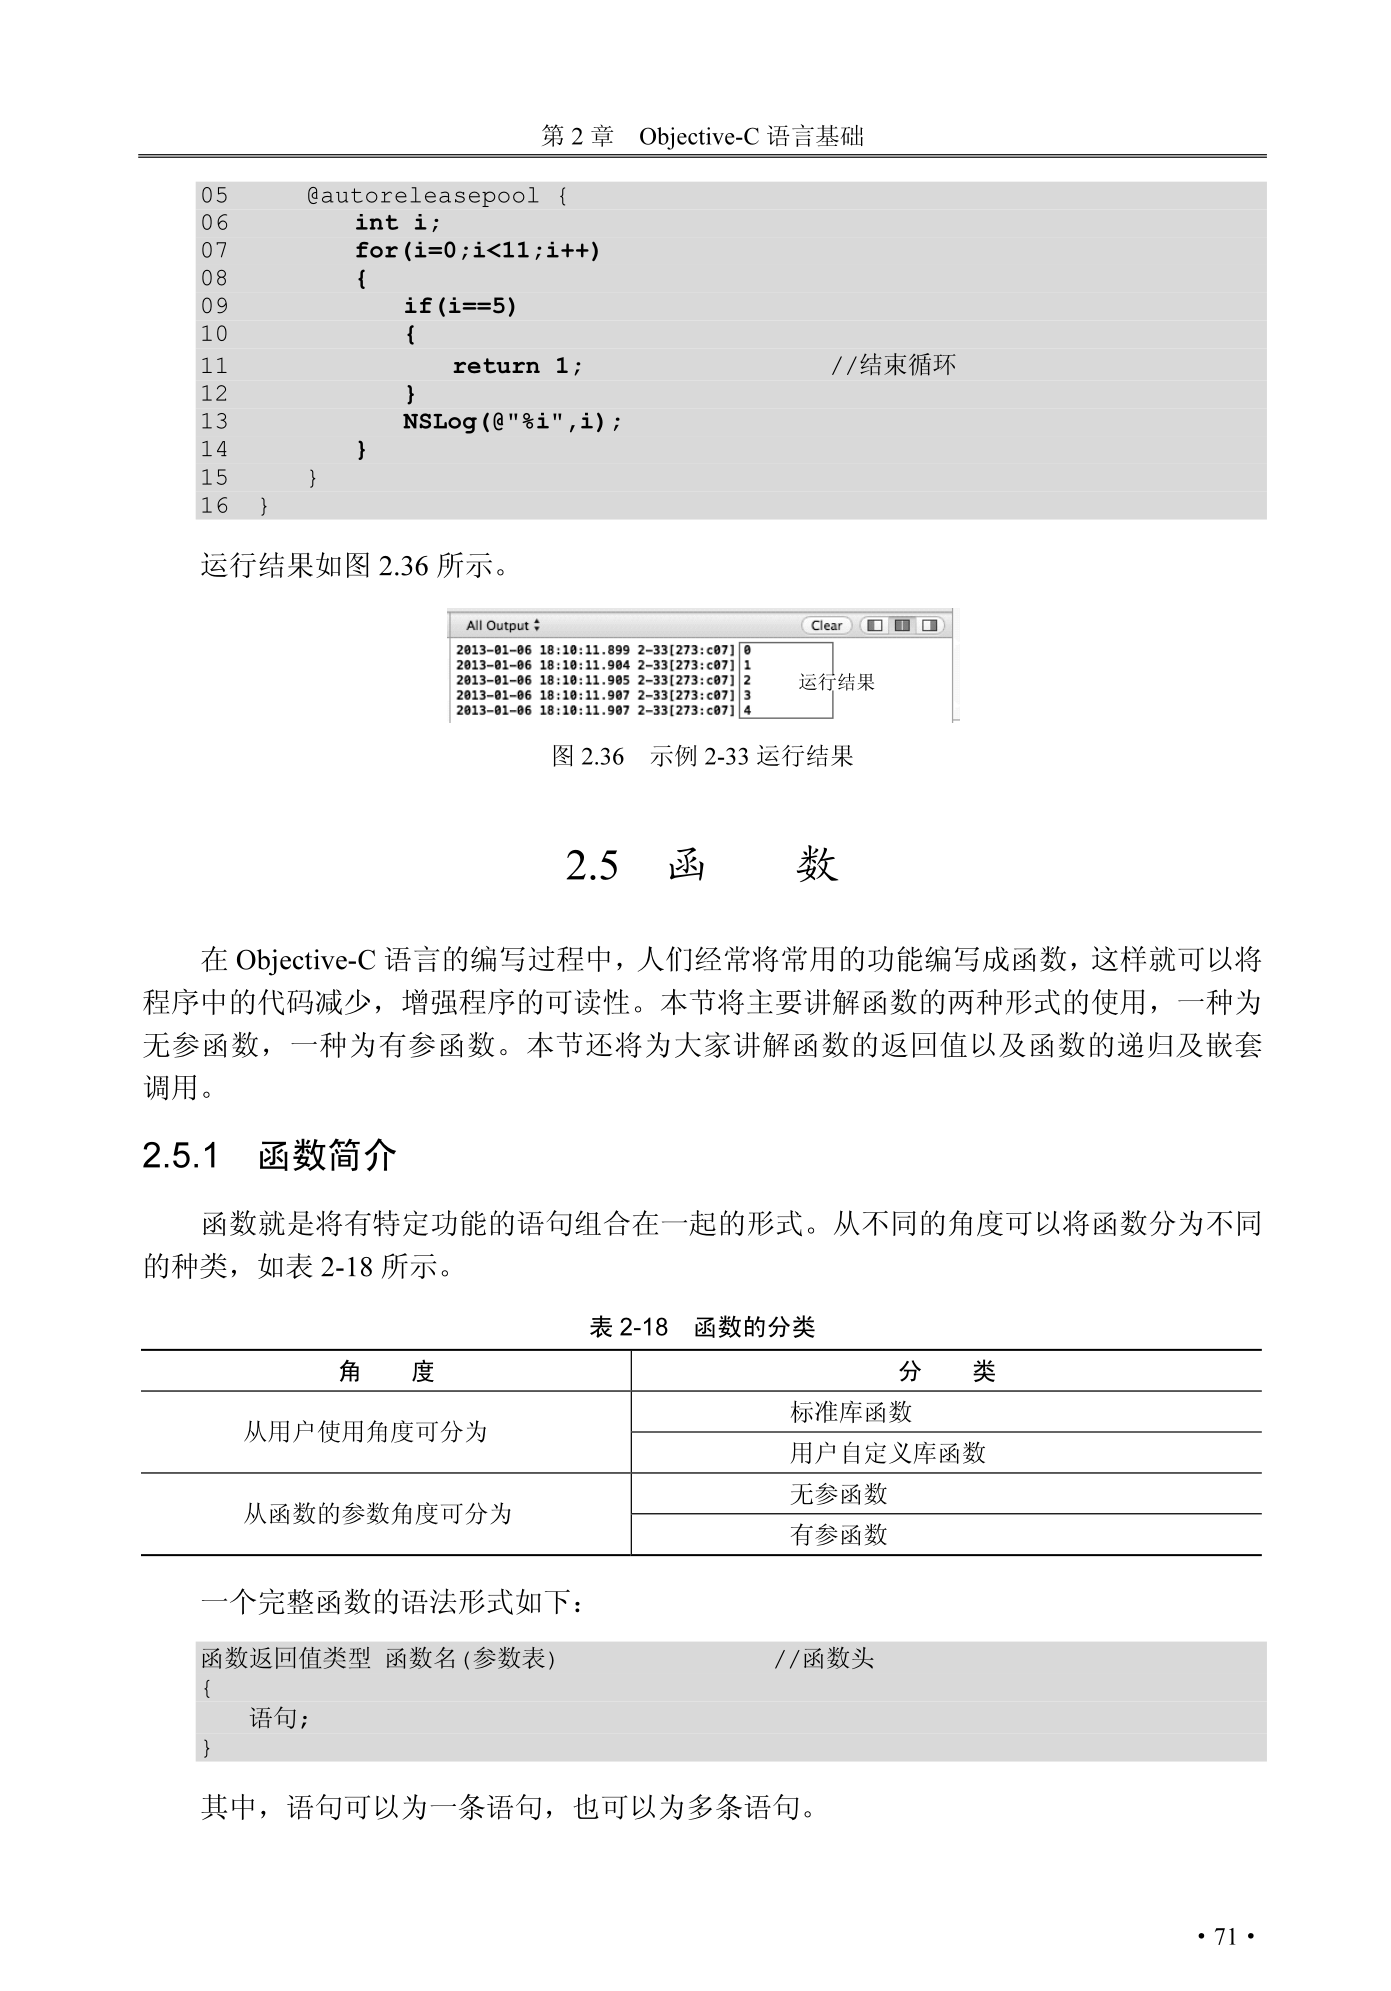 第 2 章 Objective-C 语言基础
05 @autoreleasepool {
06 int i;
07 for(i=0;i<11;i++)
08 {
09 if(i==5)
10 {
11 return 1; //结束循环
12 }
13 NSLog(@"%i",i);
14 }
15 }
16 }
运行结果如图 2.36 所示。
All Output Clear
2013-01-06 18:10:11.899 2-33[273:c07] 0
2013-01-06 18:10:11.904 2-33[273:c07] 1
2013-01-06 18:10:11.905 2-33[273:c07] 2
2013-01-06 18:10:11.907 2-33[273:c07] 3
2013-01-06 18:10:11.907 2-33[273:c07] 4
运行结果
图 2.36 示例 2-33 运行结果
2.5 函 数
在 Objective-C 语言的编写过程中，人们经常将常用的功能编写成函数，这样就可以将
程序中的代码减少，增强程序的可读性。本节将主要讲解函数的两种形式的使用，一种为
无参函数，一种为有参函数。本节还将为大家讲解函数的返回值以及函数的递归及嵌套
调用。
2.5.1 函数简介
函数就是将有特定功能的语句组合在一起的形式。从不同的角度可以将函数分为不同
的种类，如表 2-18 所示。
表 2-18 函数的分类
角 度 分 类
从用户使用角度可分为
标准库函数
用户自定义库函数
从函数的参数角度可分为
无参函数
有参函数
一个完整函数的语法形式如下：
函数返回值类型 函数名(参数表) //函数头
{
语句;
}
其中，语句可以为一条语句，也可以为多条语句。
• 71 •